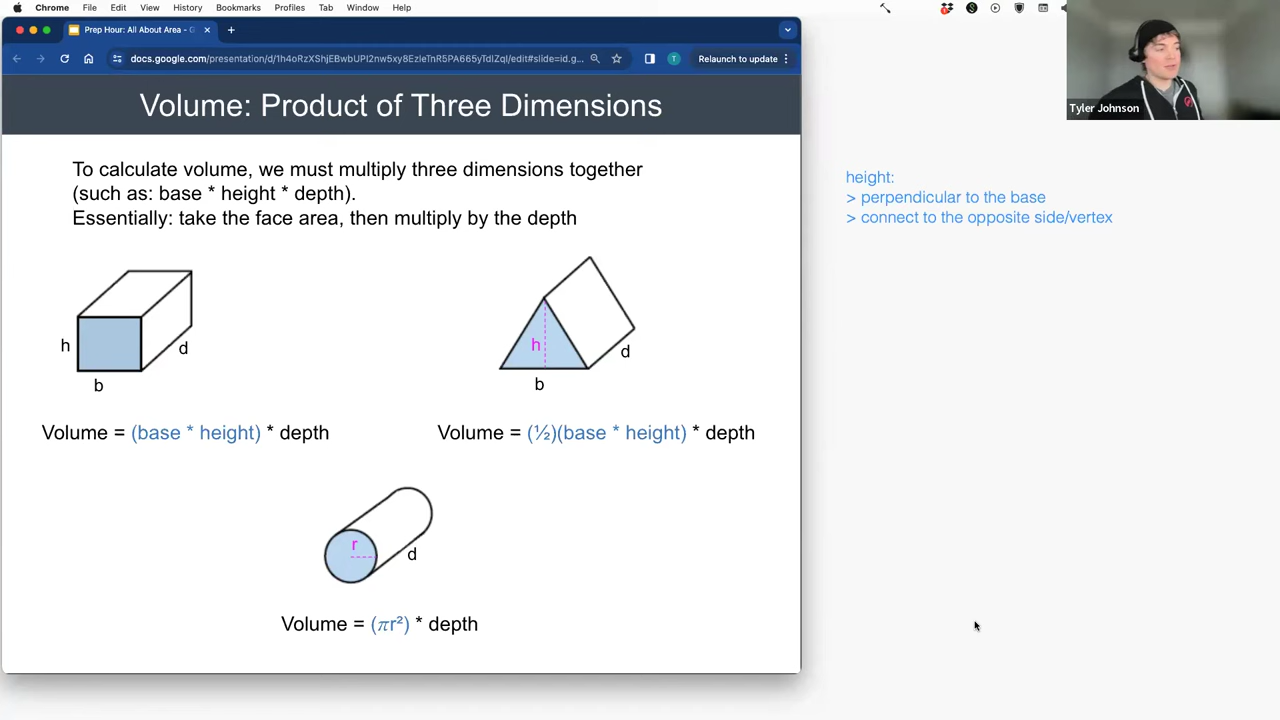 Chrome File Edit View History Bookmarks Profiles Tab Window Help
Prep Hour: All About Area - G
docs.google.com/presentation/d/1h4oRzXShjEBwbUPI2nw5xy8EzleTnR5PA665yTdIZqI/edit#slide=id.g...
T
Relaunch to update
Tyler Johnson
Volume: Product of Three Dimensions
To calculate volume, we must multiply three dimensions together
(such as: base * height * depth).
Essentially: take the face area, then multiply by the depth
height:
> perpendicular to the base
> connect to the opposite side/vertex
h
d
b
h
d
b
Volume = (base * height) * depth
Volume = (½)(base * height) * depth
r
d
Volume = (πr²) * depth